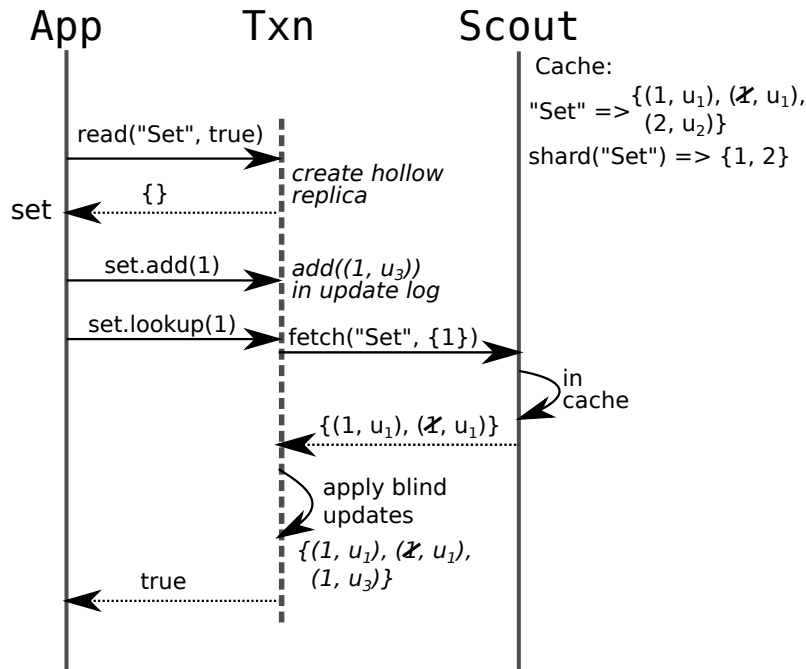 App
Txn
Scout
Cache:
"Set" => {(1, u₁), (1̸, u₁),
(2, u₂)}
shard("Set") => {1, 2}
read("Set", true)
create hollow
replica
{}
set
set.add(1)
add((1, u₃))
in update log
set.lookup(1)
fetch("Set", {1})
in
cache
{(1, u₁), (1̸, u₁)}
apply blind
updates
{(1, u₁), (1̸, u₁),
(1, u₃)}
true